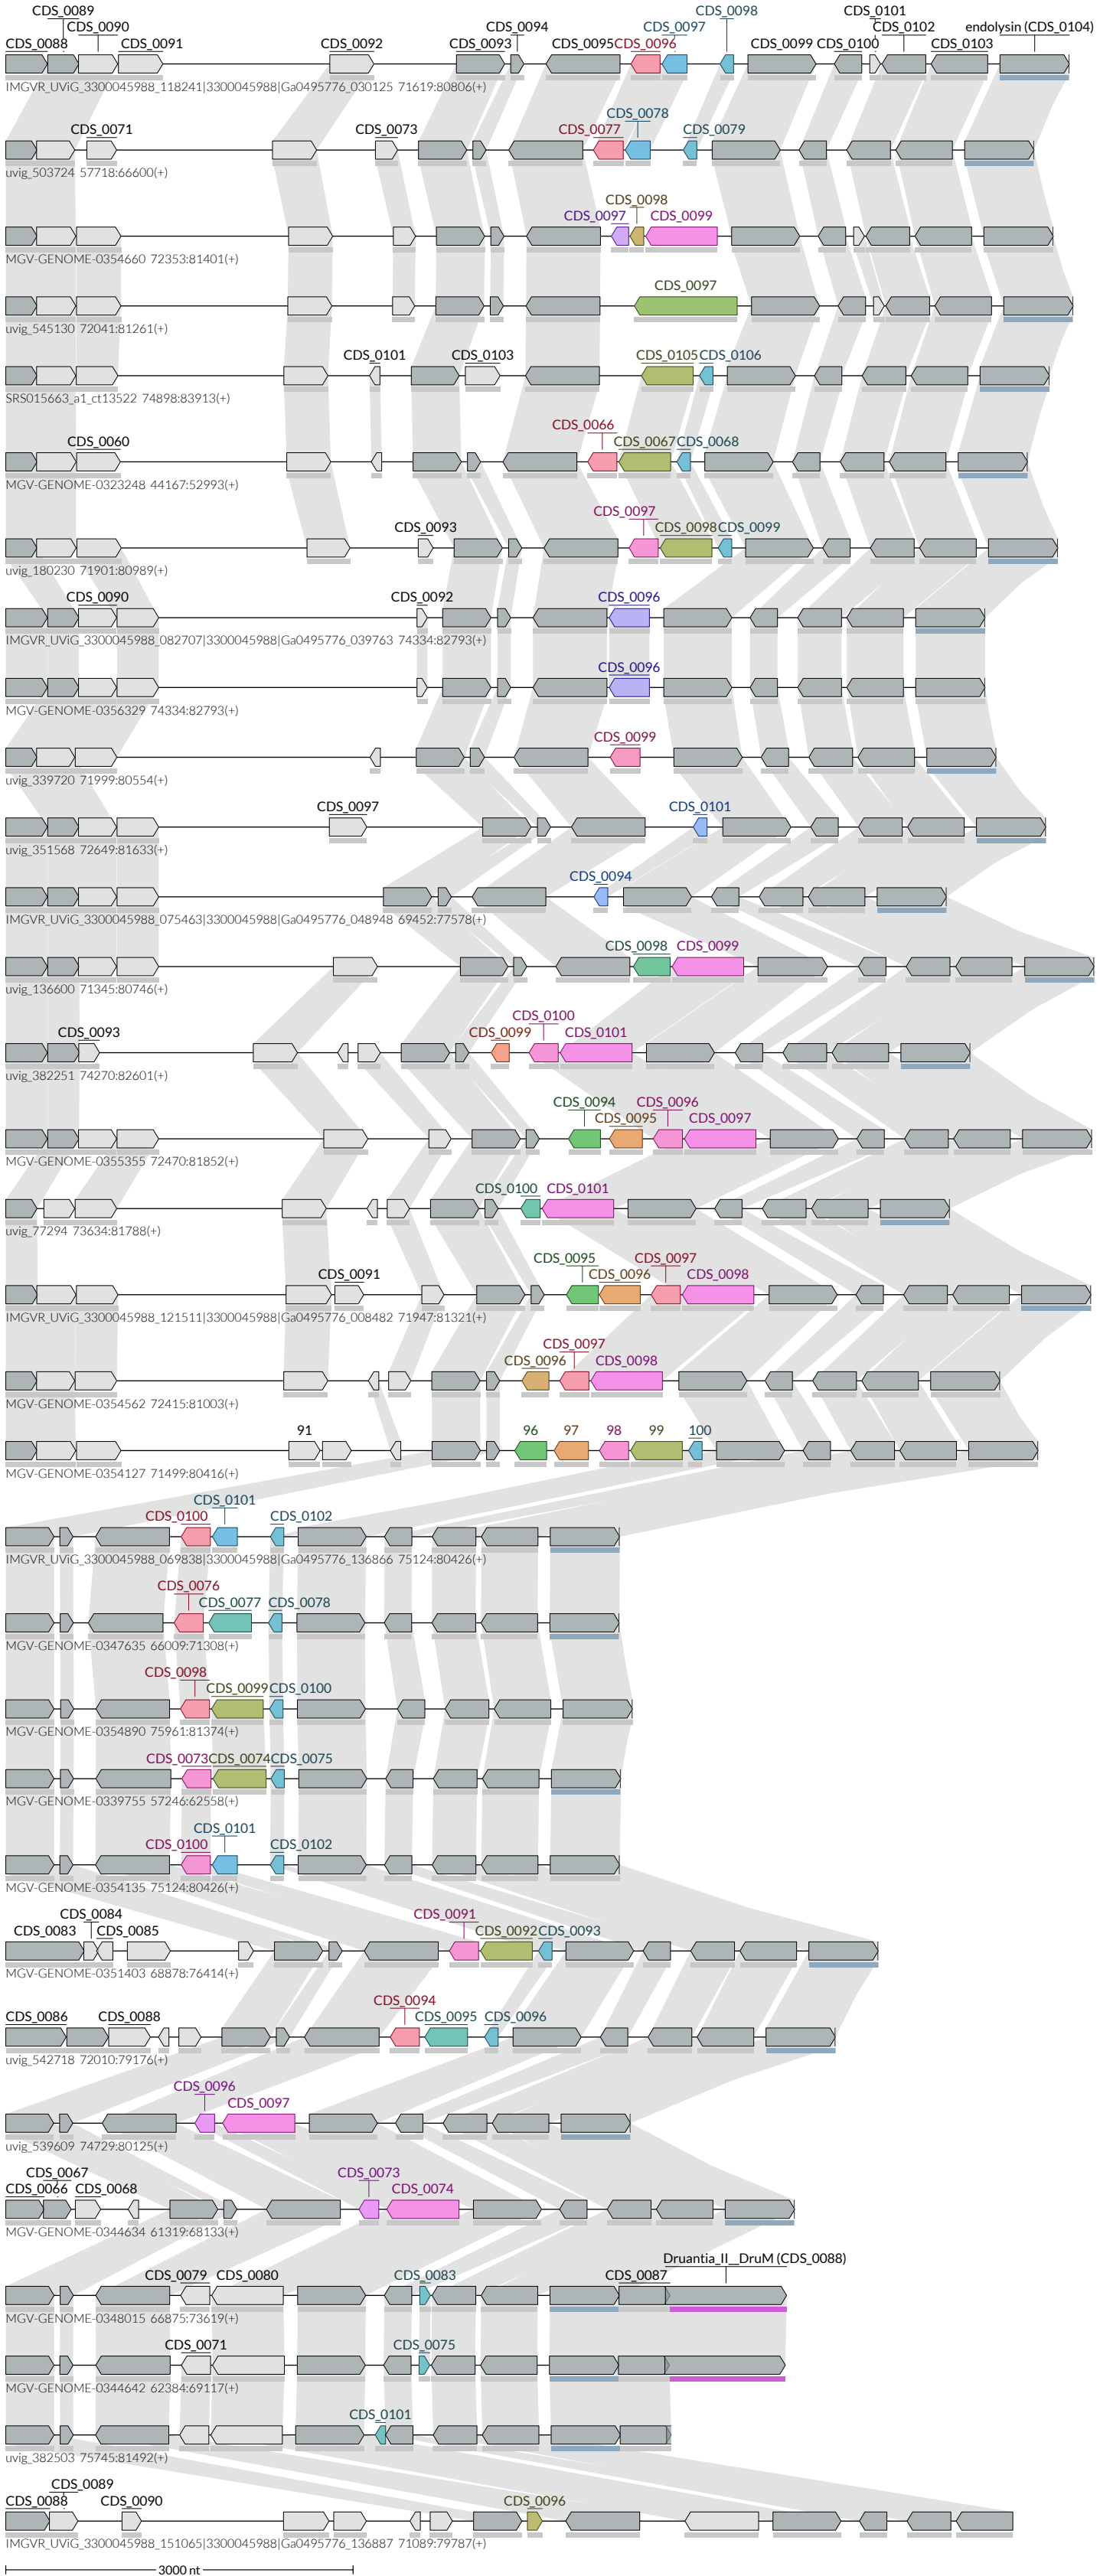 CDS_0089 CDS_0098 CDS_0101
CDS_0090 CDS_0094 CDS_0097 CDS_0102 endolysin (CDS_0104)
CDS_0088 CDS_0091 CDS_0092 CDS_0093 CDS_0095 CDS_0096 CDS_0099 CDS_0100 CDS_0103
IMGVR_UViG_3300045988_118241|3300045988|Ga0495776_030125 71619:80806(+)
CDS_0078
CDS_0071 CDS_0073 CDS_0077 CDS_0079
uvig_503724 57718:66600(+)
CDS_0098
CDS_0097 CDS_0099
MGV-GENOME-0354660 72353:81401(+)
CDS_0097
uvig_545130 72041:81261(+)
CDS_0101 CDS_0103 CDS_0105 CDS_0106
SRS015663_a1_ct13522 74898:83913(+)
CDS_0066
CDS_0060 CDS_0067 CDS_0068
MGV-GENOME-0323248 44167:52993(+)
CDS_0097
CDS_0093 CDS_0098 CDS_0099
uvig_180230 71901:80989(+)
CDS_0090 CDS_0092 CDS_0096
IMGVR_UViG_3300045988_082707|3300045988|Ga0495776_039763 74334:82793(+)
CDS_0096
MGV-GENOME-0356329 74334:82793(+)
CDS_0099
uvig_339720 71999:80554(+)
CDS_0097 CDS_0101
uvig_351568 72649:81633(+)
CDS_0094
IMGVR_UViG_3300045988_075463|3300045988|Ga0495776_048948 69452:77578(+)
CDS_0098 CDS_0099
uvig_136600 71345:80746(+)
CDS_0100
CDS_0093 CDS_0099 CDS_0101
uvig_382251 74270:82601(+)
CDS_0094 CDS_0096
CDS_0095 CDS_0097
MGV-GENOME-0355355 72470:81852(+)
CDS_0100 CDS_0101
uvig_77294 73634:81788(+)
CDS_0095 CDS_0097
CDS_0091 CDS_0096 CDS_0098
IMGVR_UViG_3300045988_121511|3300045988|Ga0495776_008482 71947:81321(+)
CDS_0097
CDS_0096 CDS_0098
MGV-GENOME-0354562 72415:81003(+)
91 96 97 98 99 100
MGV-GENOME-0354127 71499:80416(+)
CDS_0101
CDS_0100 CDS_0102
IMGVR_UViG_3300045988_069838|3300045988|Ga0495776_136866 75124:80426(+)
CDS_0076
CDS_0077 CDS_0078
MGV-GENOME-0347635 66009:71308(+)
CDS_0098
CDS_0099 CDS_0100
MGV-GENOME-0354890 75961:81374(+)
CDS_0073 CDS_0074 CDS_0075
MGV-GENOME-0339755 57246:62558(+)
CDS_0101
CDS_0100 CDS_0102
MGV-GENOME-0354135 75124:80426(+)
CDS_0084 CDS_0091
CDS_0083 CDS_0085 CDS_0092 CDS_0093
MGV-GENOME-0351403 68878:76414(+)
CDS_0094
CDS_0086 CDS_0088 CDS_0095 CDS_0096
uvig_542718 72010:79176(+)
CDS_0096
CDS_0097
uvig_539609 74729:80125(+)
CDS_0067 CDS_0073
CDS_0066 CDS_0068 CDS_0074
MGV-GENOME-0344634 61319:68133(+)
Druantia_II__DruM (CDS_0088)
CDS_0079 CDS_0080 CDS_0083 CDS_0087
MGV-GENOME-0348015 66875:73619(+)
CDS_0071 CDS_0075
MGV-GENOME-0344642 62384:69117(+)
CDS_0101
uvig_382503 75745:81492(+)
CDS_0089
CDS_0088 CDS_0090 CDS_0096
IMGVR_UViG_3300045988_151065|3300045988|Ga0495776_136887 71089:79787(+)
3000 nt